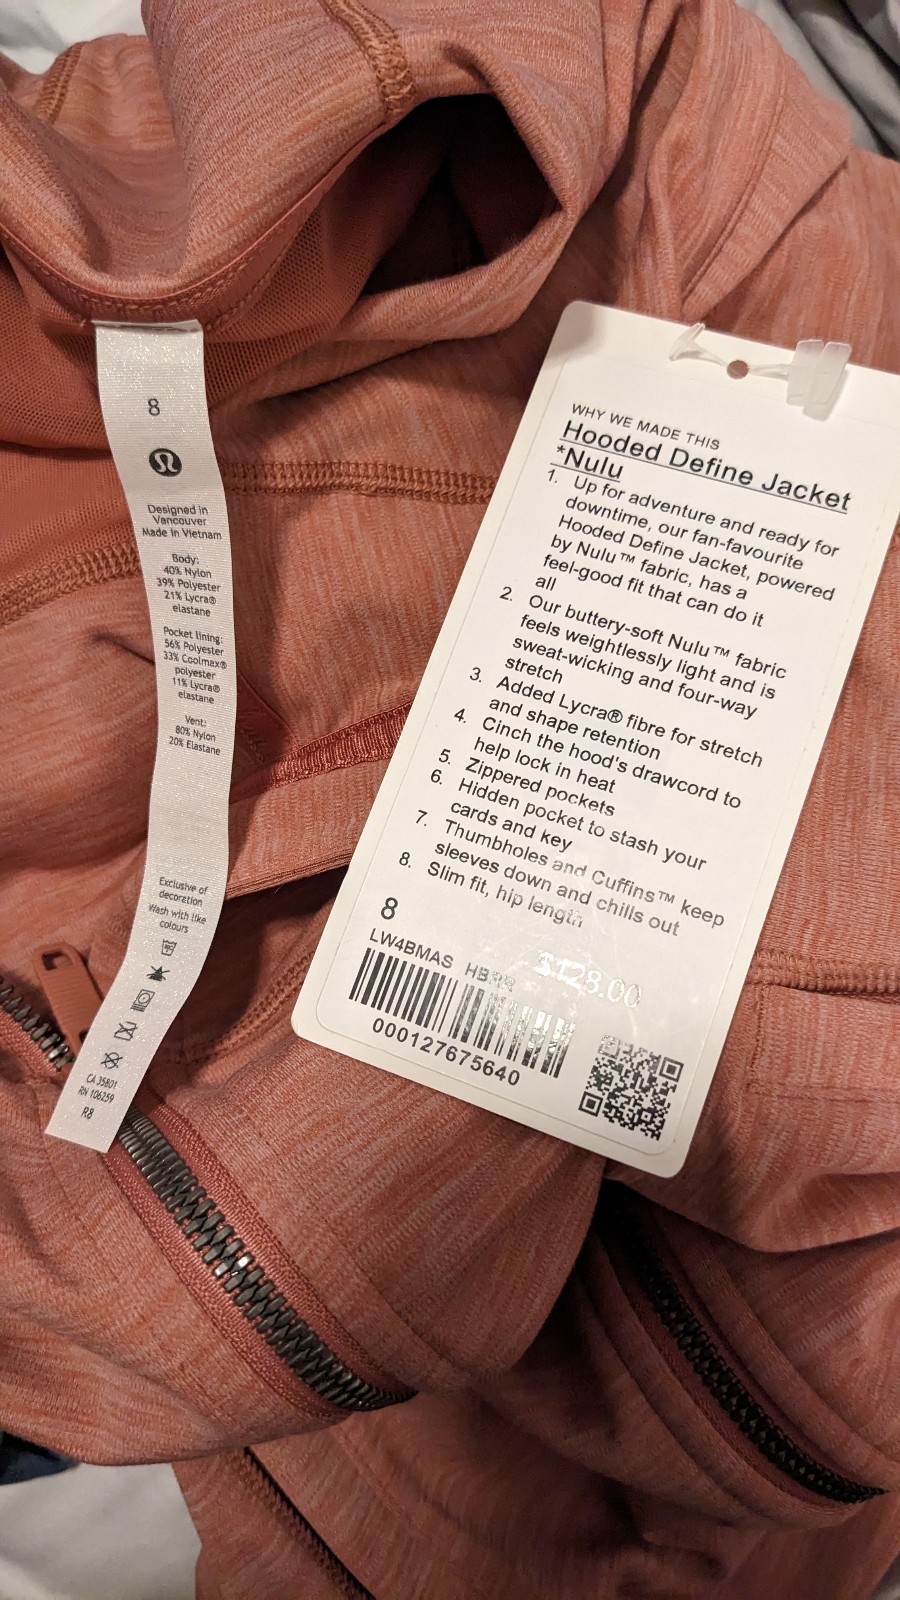 8
Designed in
Vancouver
Made in Vietnam
Body:
40% Nylon
39% Polyester
21% Lycra®
elastane
Pocket lining:
56% Polyester
33% Coolmax®
polyester
11% Lycra®
elastane
Vent:
80% Nylon
20% Elastane
Exclusive of
decoration
Wash with like
colours
CA 35801
RN 106259
R8
WHY WE MADE THIS
Hooded Define Jacket
*Nulu
1. Up for adventure and ready for
downtime, our fan-favourite
Hooded Define Jacket, powered
by Nulu™ fabric, has a
feel-good fit that can do it
all
2. Our buttery-soft Nulu™ fabric
feels weightlessly light and is
sweat-wicking and four-way
stretch
3. Added Lycra® fibre for stretch
and shape retention
4. Cinch the hood's drawcord to
help lock in heat
5. Zippered pockets
6. Hidden pocket to stash your
cards and key
7. Thumbholes and Cuffins™ keep
sleeves down and chills out
8. Slim fit, hip length
8
LW4BMAS
$128.00
000127675640